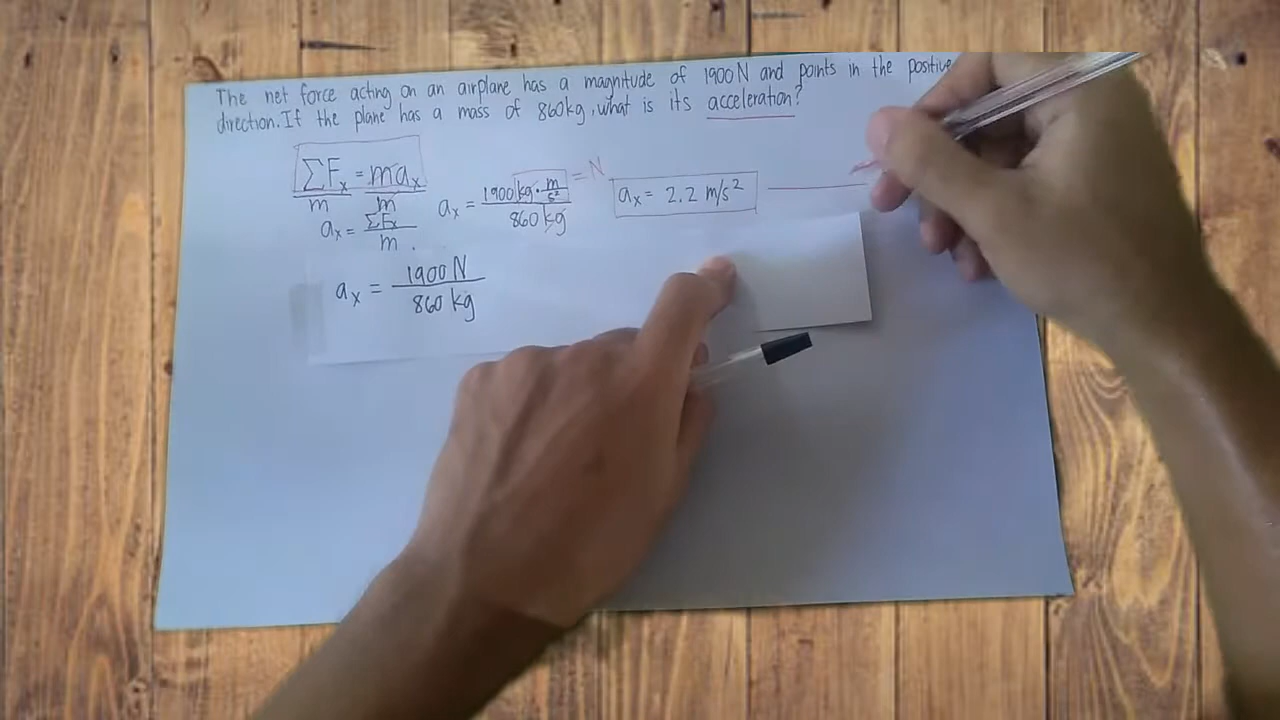 The net force acting on an airplane has a magnitude of 1900 N and points in the positive
direction. If the plane has a mass of 860kg, what is its acceleration?
ΣFₓ = maₓ
m m
aₓ = ΣFₓ
m
aₓ = 1900 N
860 kg
aₓ = 1900 kg · m/s² = N
860 kg
aₓ = 2.2 m/s²